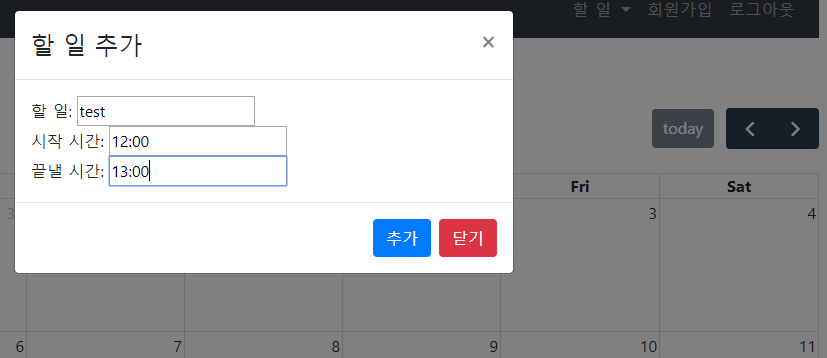 할 일 회원가입 로그아웃
할 일 추가 ×
할 일: test
시작 시간: 12:00
끝낼 시간: 13:00
추가 닫기
today
Fri Sat
3 3 4
6 7 8 9 10 11